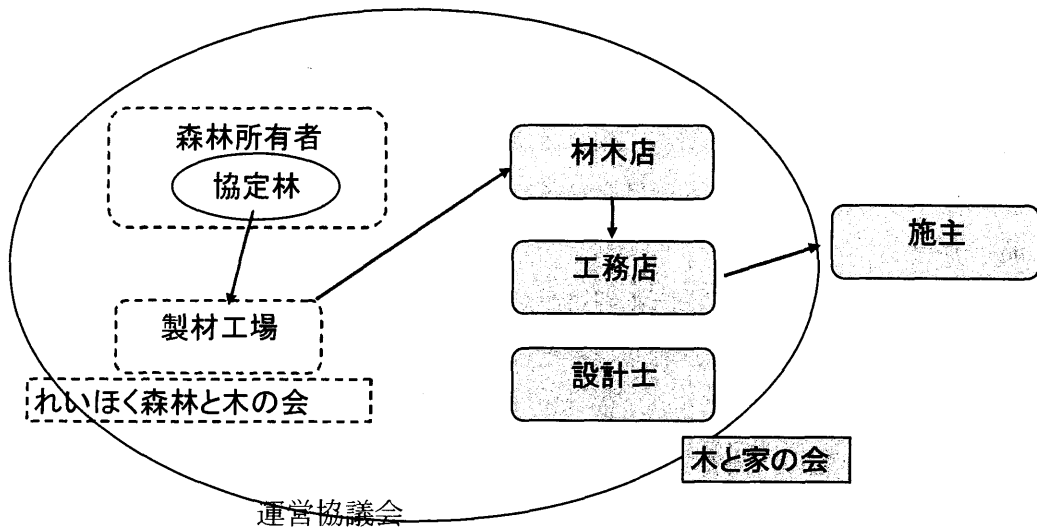 森林所有者
協定林
製材工場
れいほく森林と木の会
材木店
工務店
設計士
木と家の会
施主
運営協議会